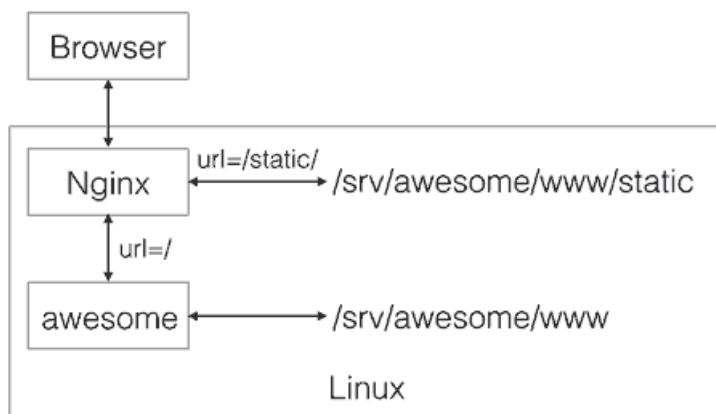 Browser
url=/static/
Nginx
/srv/awesome/www/static
url=/
awesome
/srv/awesome/www
Linux